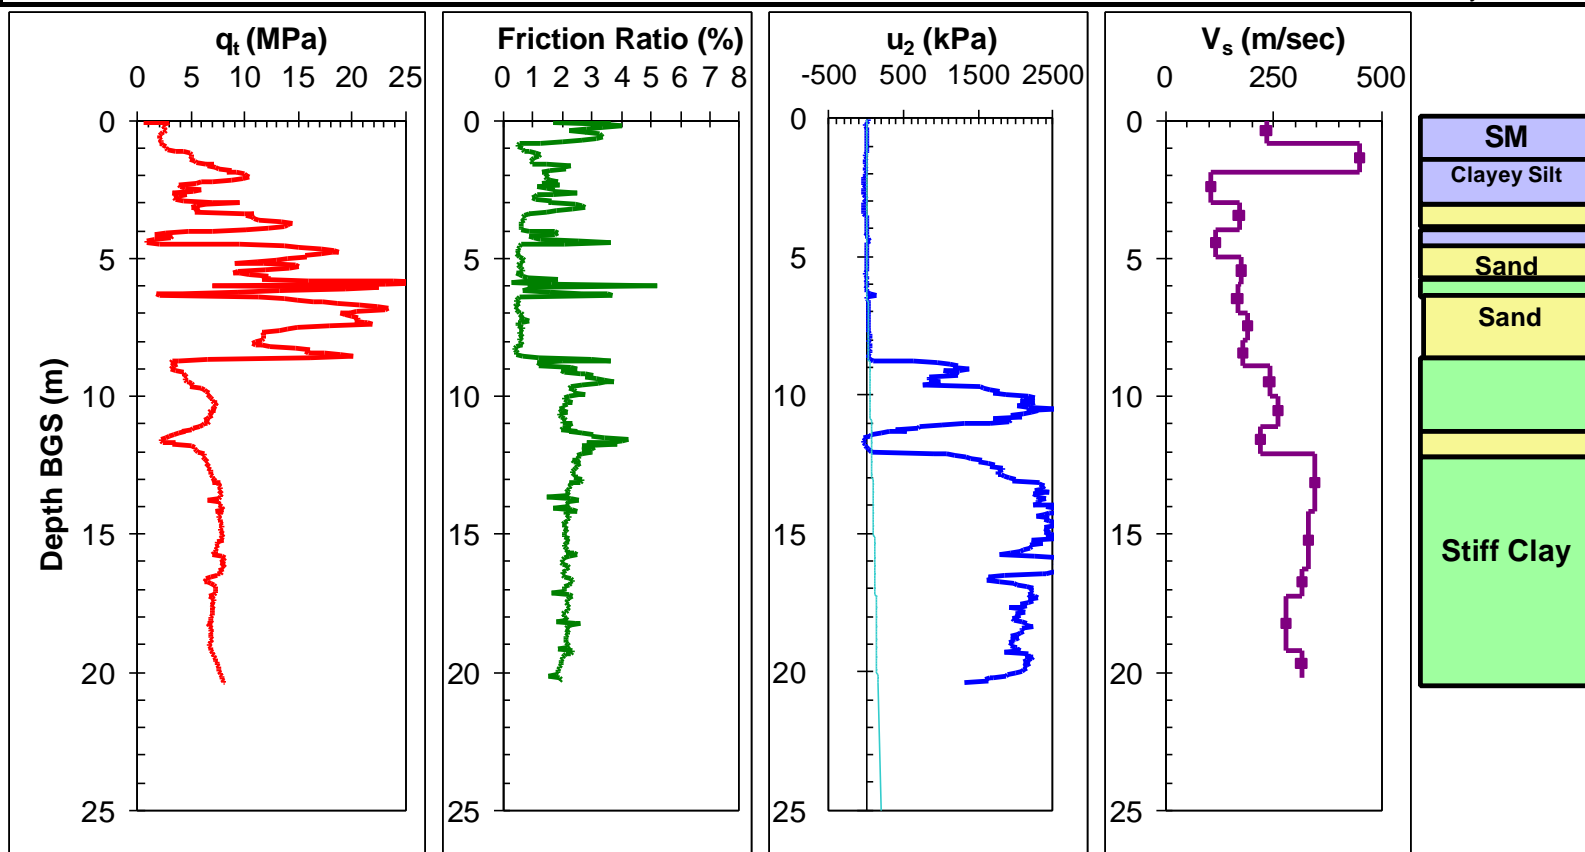 qt (MPa)
0 5 10 15 20 25
0
5
10
15
20
25
Depth BGS (m)
Friction Ratio (%)
0 1 2 3 4 5 6 7 8
0
5
10
15
20
25
u2 (kPa)
-500 500 1500 2500
0
5
10
15
20
25
Vs (m/sec)
0 250 500
0
5
10
15
20
25
SM
Clayey Silt
Sand
Sand
Stiff Clay